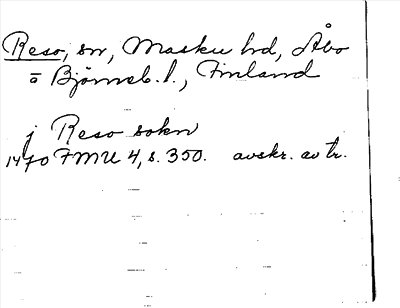 Reso, sn, Masku hd, Åbo
o Björneb. l., Finland
j Reso sokn
1470 FMU 4, s. 350. avskr. av tr.